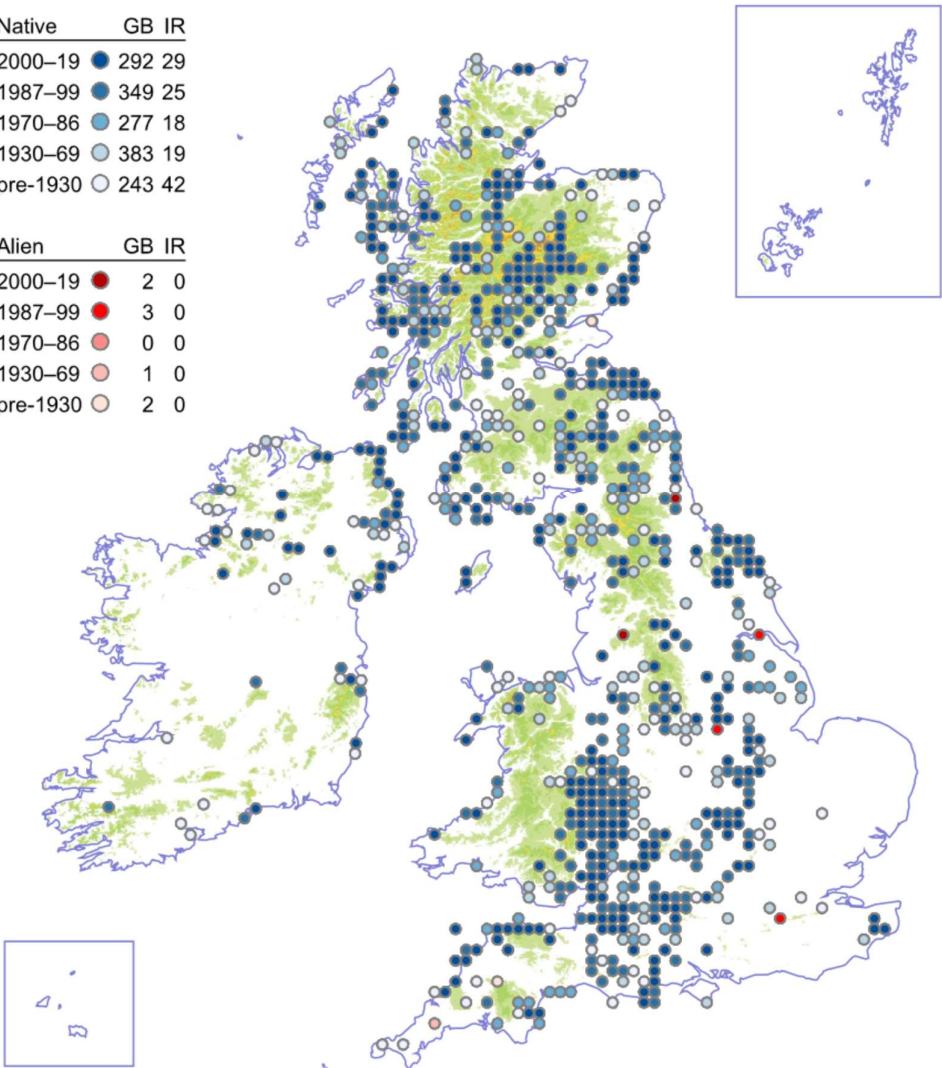 Native GB IR
2000–19 292 29
1987–99 349 25
1970–86 277 18
1930–69 383 19
pre-1930 243 42
Alien GB IR
2000–19 2 0
1987–99 3 0
1970–86 0 0
1930–69 1 0
pre-1930 2 0